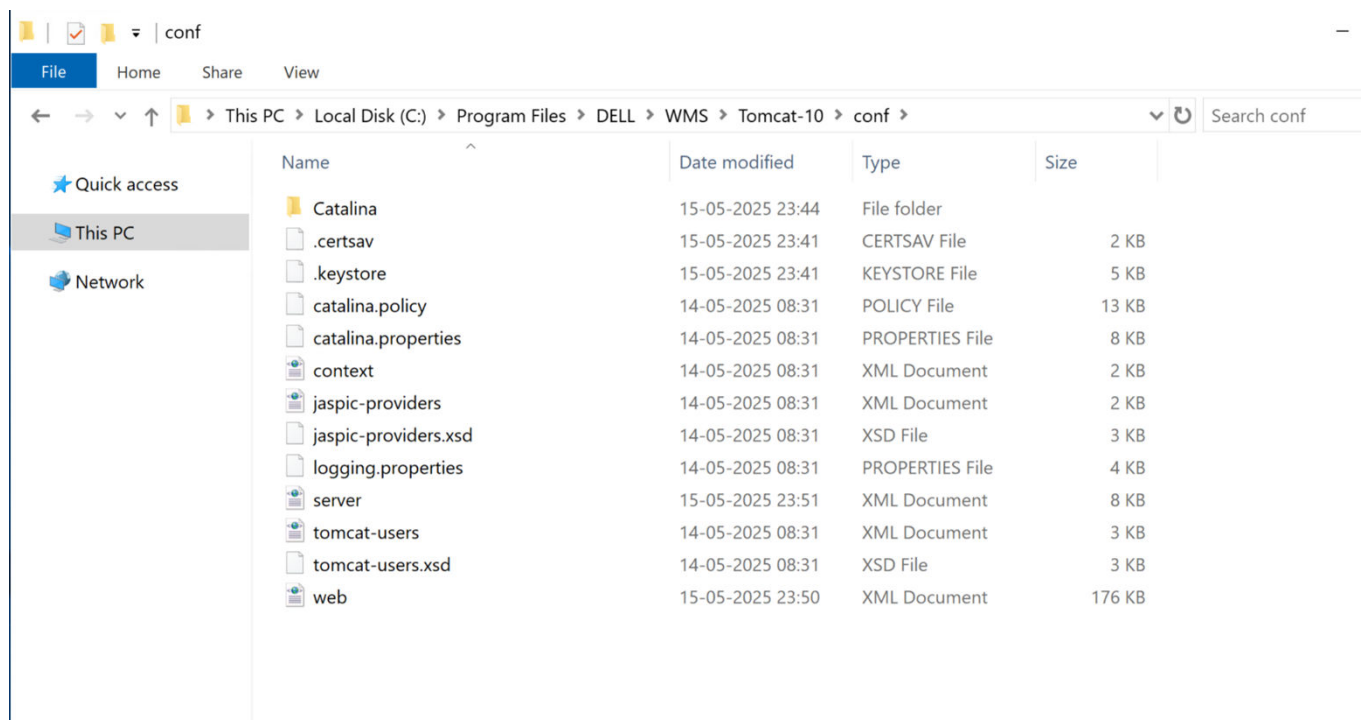 conf
File Home Share View
This PC > Local Disk (C:) > Program Files > DELL > WMS > Tomcat-10 > conf >
Search conf
Quick access
This PC
Network
Name Date modified Type Size
Catalina 15-05-2025 23:44 File folder
.certsav 15-05-2025 23:41 CERTSAV File 2 KB
.keystore 15-05-2025 23:41 KEYSTORE File 5 KB
catalina.policy 14-05-2025 08:31 POLICY File 13 KB
catalina.properties 14-05-2025 08:31 PROPERTIES File 8 KB
context 14-05-2025 08:31 XML Document 2 KB
jaspic-providers 14-05-2025 08:31 XML Document 2 KB
jaspic-providers.xsd 14-05-2025 08:31 XSD File 3 KB
logging.properties 14-05-2025 08:31 PROPERTIES File 4 KB
server 15-05-2025 23:51 XML Document 8 KB
tomcat-users 14-05-2025 08:31 XML Document 3 KB
tomcat-users.xsd 14-05-2025 08:31 XSD File 3 KB
web 15-05-2025 23:50 XML Document 176 KB